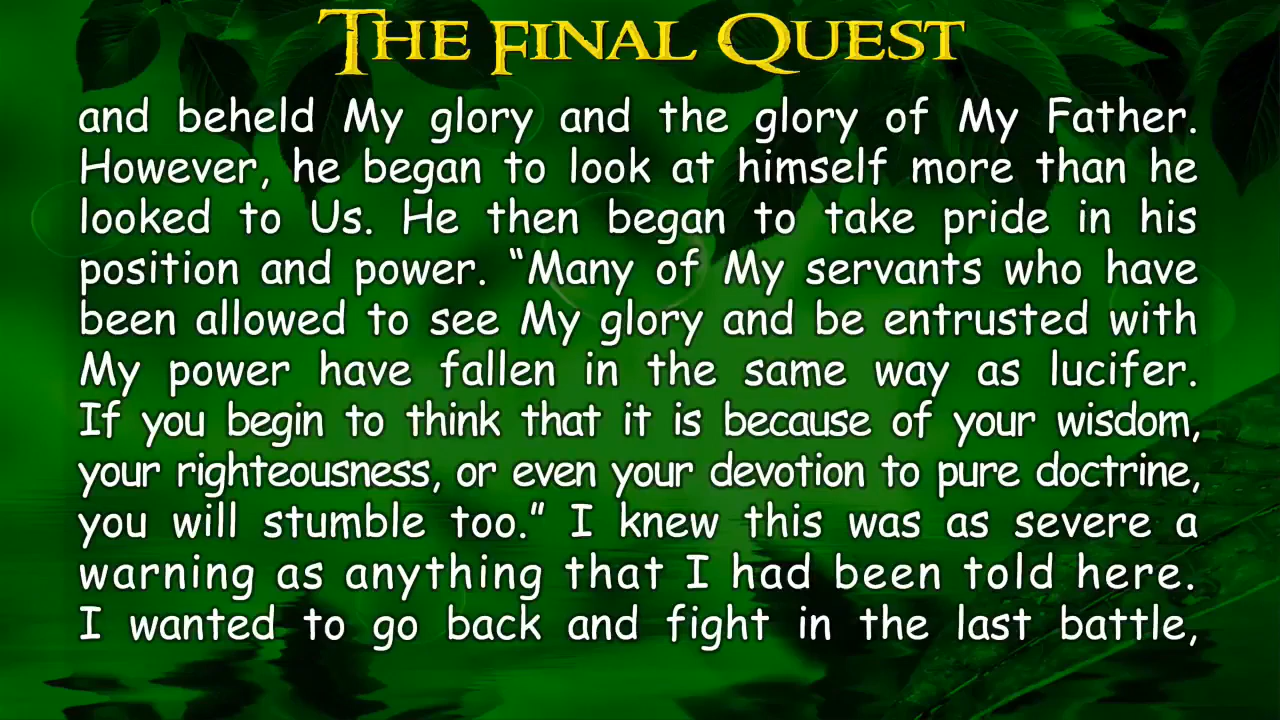 The Final Quest
and beheld My glory and the glory of My Father.
However, he began to look at himself more than he
looked to Us. He then began to take pride in his
position and power. “Many of My servants who have
been allowed to see My glory and be entrusted with
My power have fallen in the same way as lucifer.
If you begin to think that it is because of your wisdom,
your righteousness, or even your devotion to pure doctrine,
you will stumble too.” I knew this was as severe a
warning as anything that I had been told here.
I wanted to go back and fight in the last battle,